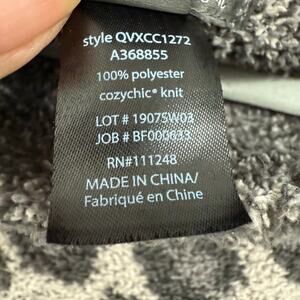 style QVXCC1272
A368855
100% polyester
cozychic® knit
LOT # 19075W03
JOB # BF000633
RN#111248
MADE IN CHINA/
Fabriqué en Chine